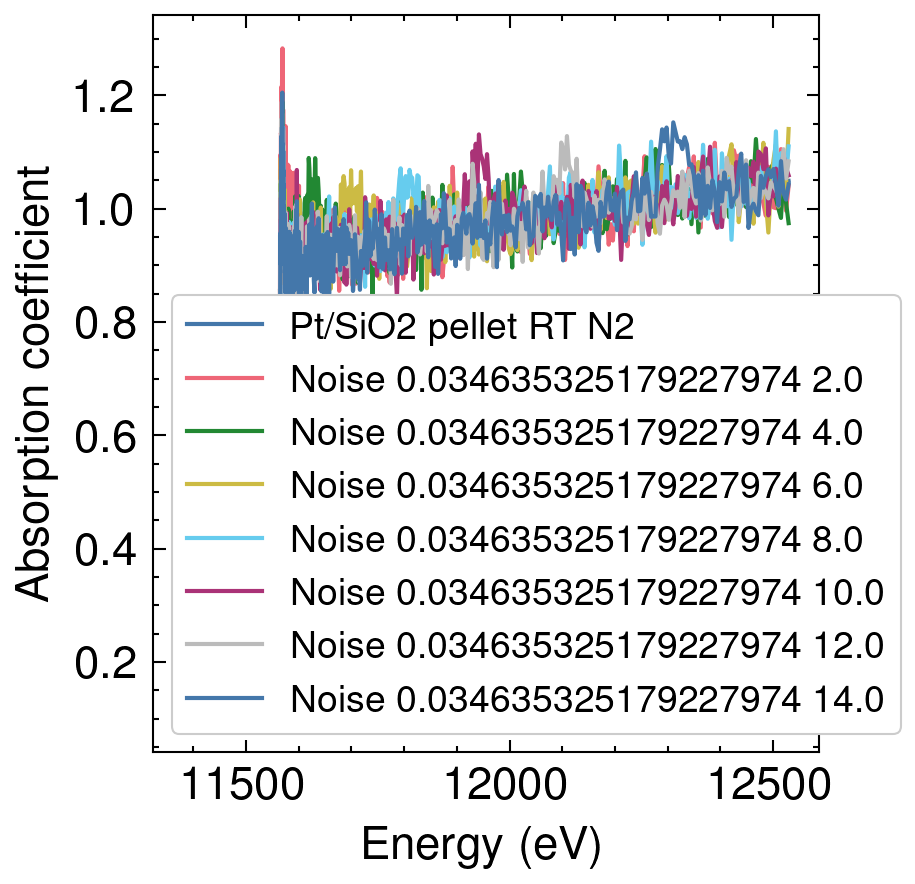 Absorption coefficient
1.2
1.0
0.8
0.6
0.4
0.2
Pt/SiO2 pellet RT N2
Noise 0.034635325179227974 2.0
Noise 0.034635325179227974 4.0
Noise 0.034635325179227974 6.0
Noise 0.034635325179227974 8.0
Noise 0.034635325179227974 10.0
Noise 0.034635325179227974 12.0
Noise 0.034635325179227974 14.0
11500 12000 12500
Energy (eV)